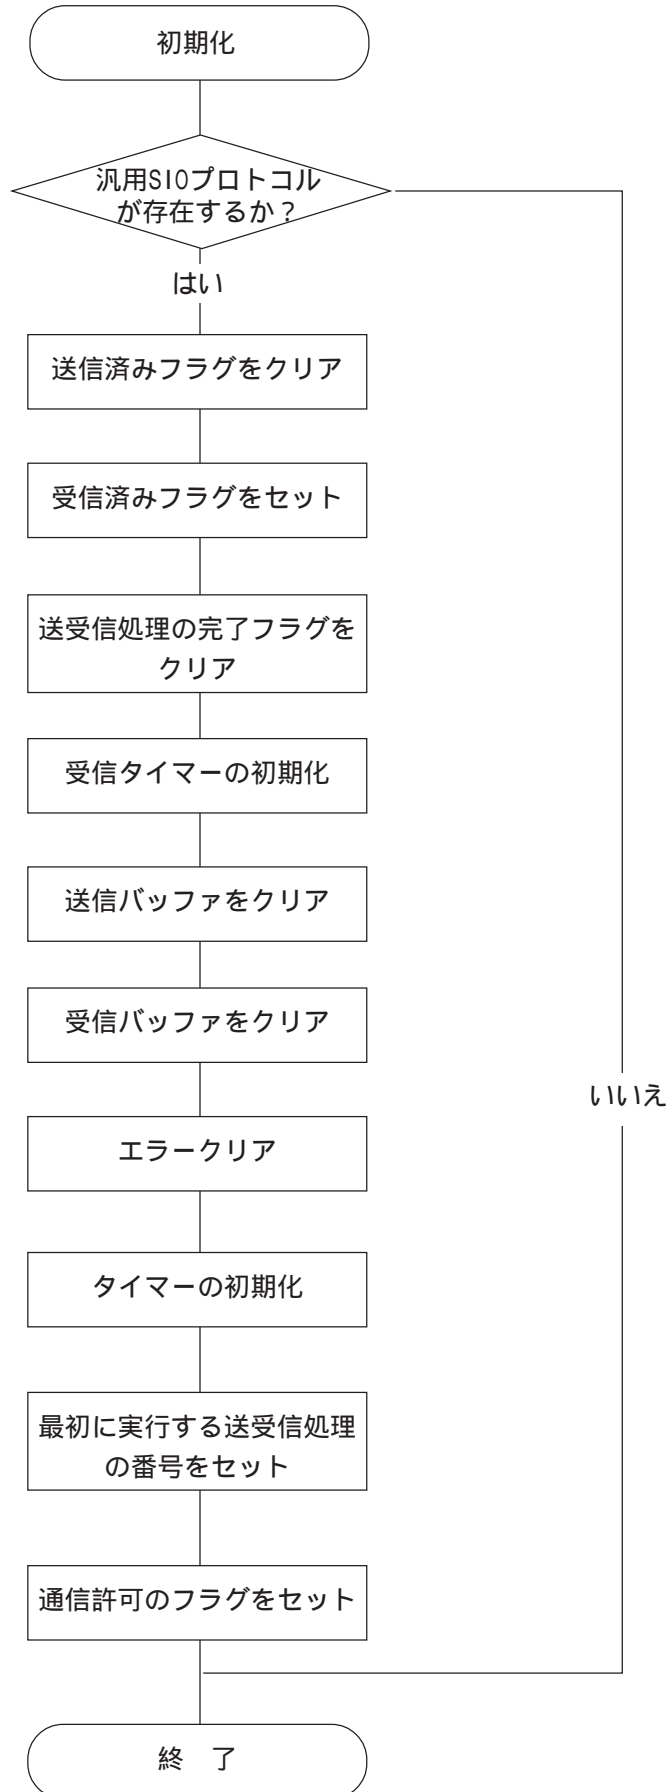 初期化
汎用SIOプロトコル
が存在するか？
はい
送信済みフラグをクリア
受信済みフラグをセット
送受信処理の完了フラグを
クリア
受信タイマーの初期化
送信バッファをクリア
受信バッファをクリア
いいえ
エラークリア
タイマーの初期化
最初に実行する送受信処理
の番号をセット
通信許可のフラグをセット
終　了